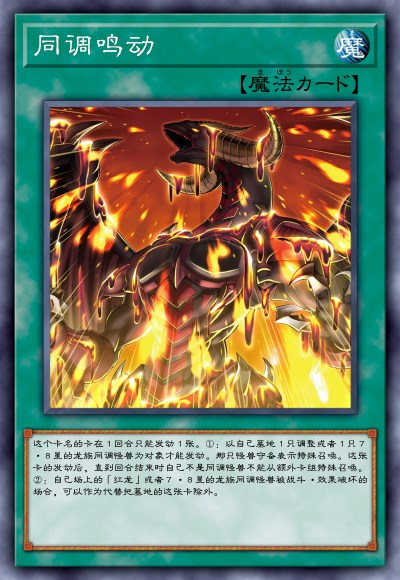 同调鸣动
魔
【魔法カード】
ま ほう
这个卡名的卡在1回合只能发动1张。①:以自己墓地1只调整或者1只7
·8星的龙族同调怪兽为对象才能发动。那只怪兽守备表示特殊召唤。这张
卡的发动后,直到回合结束时自己不是同调怪兽不能从额外卡组特殊召唤。
②:自己场上的「红龙」或者7·8星的龙族同调怪兽被战斗·效果破坏的
场合,可以作为代替把墓地的这张卡除外。